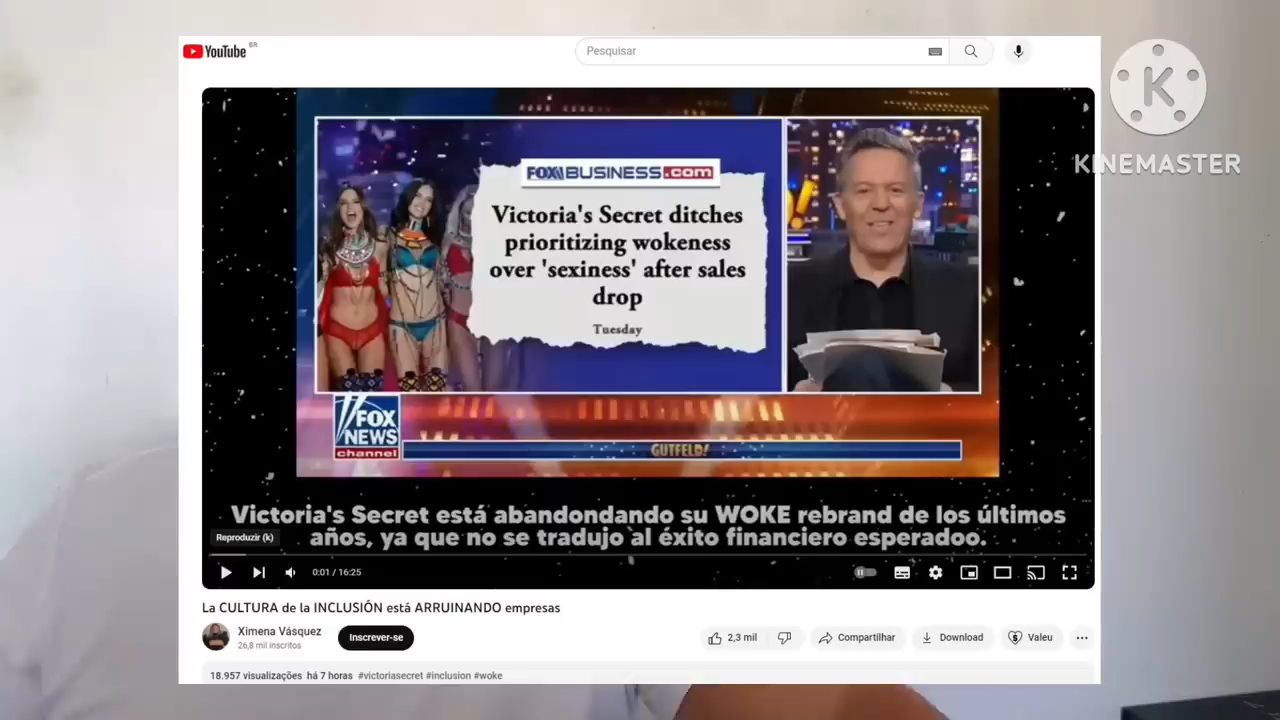 YouTube BR
Pesquisar
K
KINEMASTER
FOX BUSINESS.com
Victoria's Secret ditches
prioritizing wokeness
over 'sexiness' after sales
drop
Tuesday
FOX
NEWS
channel
GUTFELD!
Victoria's Secret está abandondando su WOKE rebrand de los últimos
años, ya que no se tradujo al éxito financiero esperadoo.
Reproduzir (k)
0:01 / 16:25
La CULTURA de la INCLUSIÓN está ARRUINANDO empresas
Ximena Vásquez
26,8 mil inscritos
Inscrever-se
2,3 mil
Compartilhar
Download
Valeu
18.957 visualizações há 7 horas #victoriasecret #inclusion #woke